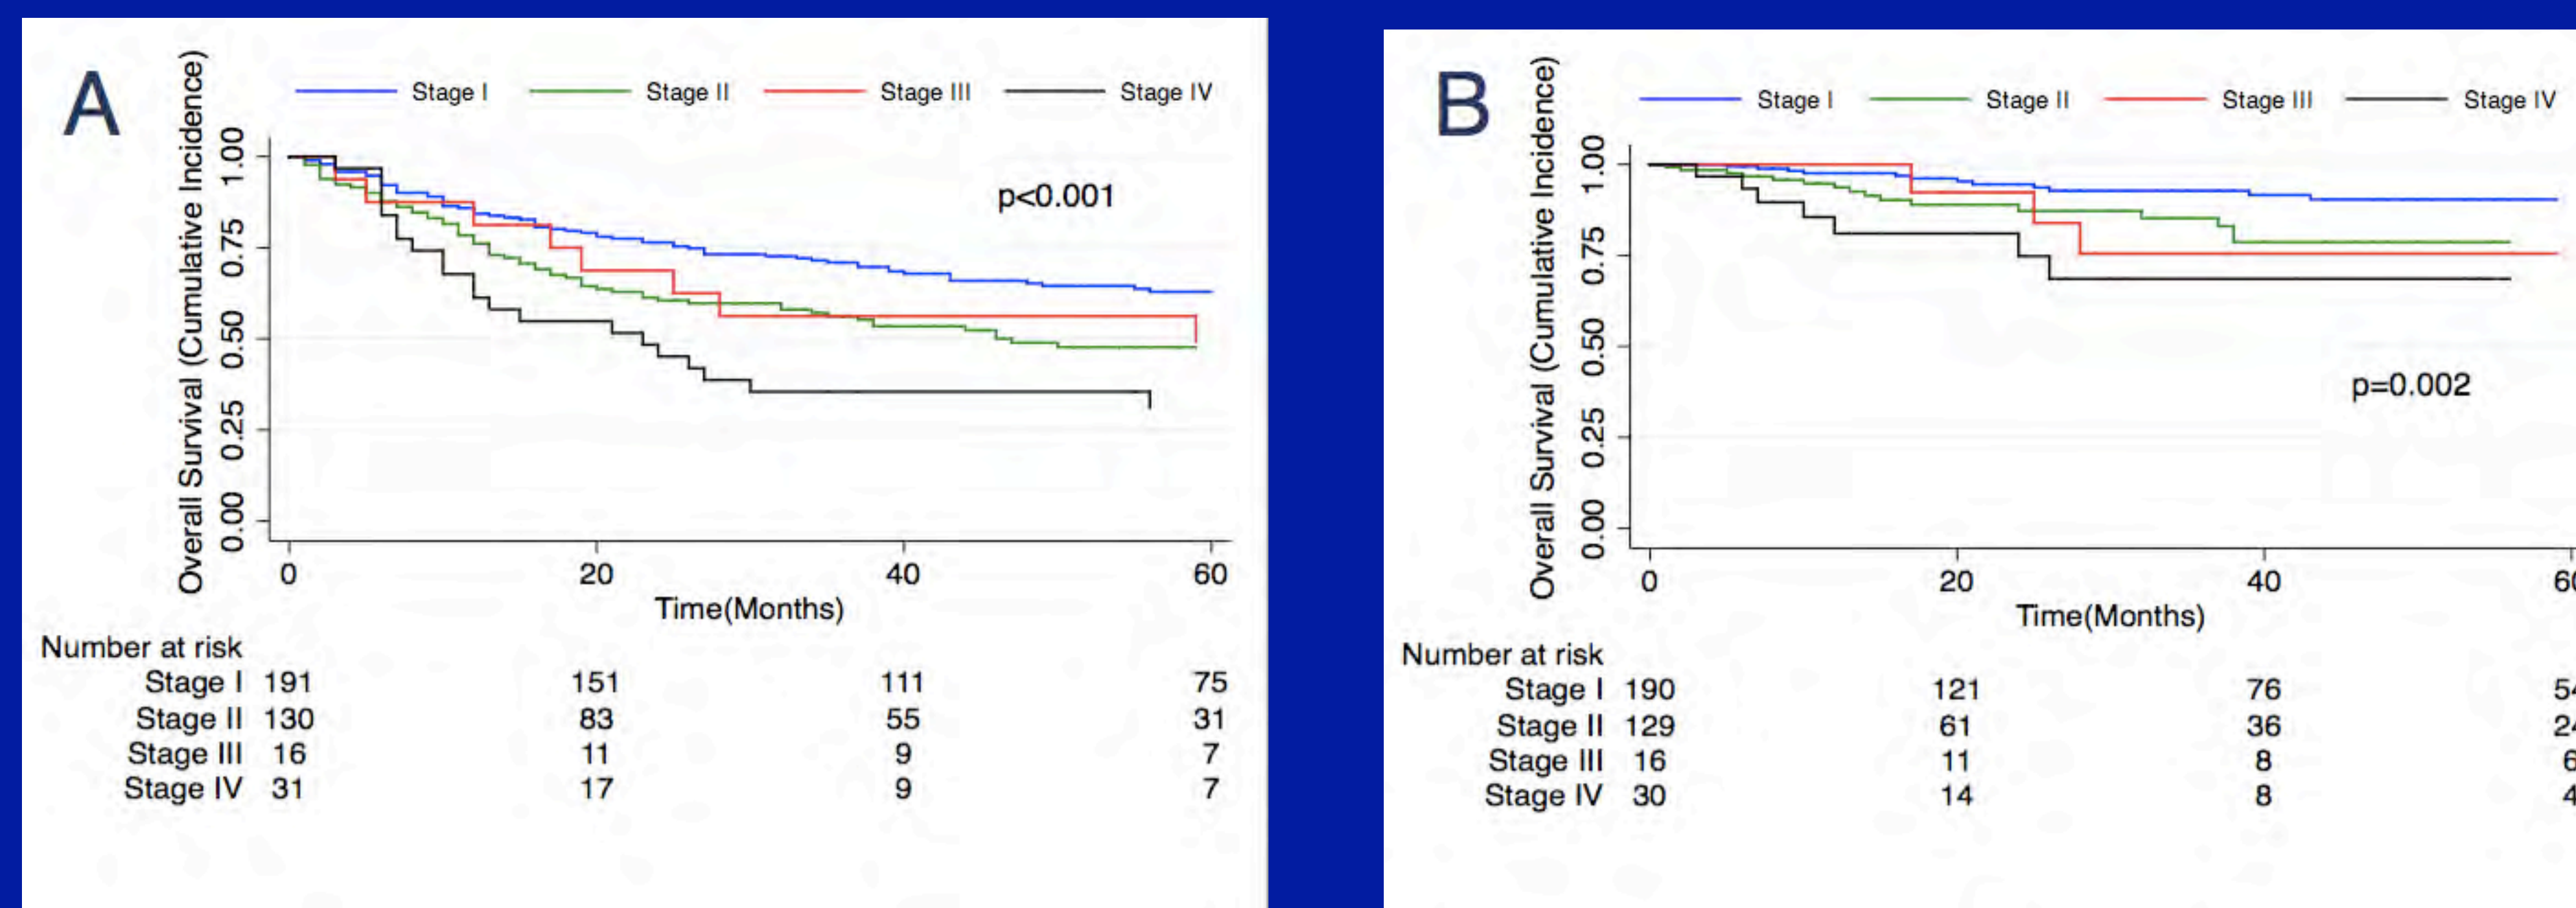 A
Overall Survival (Cumulative Incidence)
Stage I Stage II Stage III Stage IV
1.00
0.75
0.50
0.25
0.00
p<0.001
0 20 40 60
Time(Months)
Number at risk
Stage I 191 151 111 75
Stage II 130 83 55 31
Stage III 16 11 9 7
Stage IV 31 17 9 7
B
Overall Survival (Cumulative Incidence)
Stage I Stage II Stage III Stage IV
1.00
0.75
0.50
0.25
0.00
p=0.002
0 20 40
Time(Months)
Number at risk
Stage I 190 121 76
Stage II 129 61 36
Stage III 16 11 8
Stage IV 30 14 8